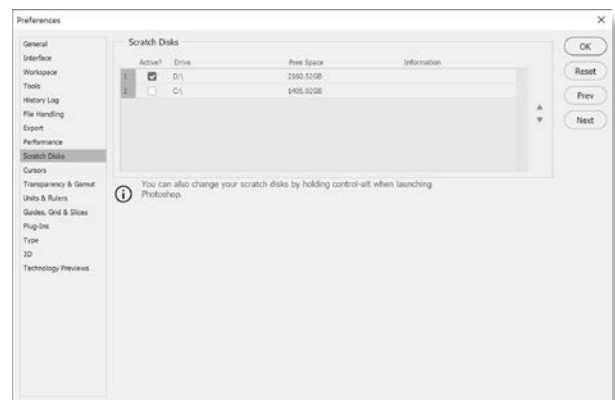 Preferences
General
Interface
Workspace
Tools
History Log
File Handling
Export
Performance
Scratch Disks
Cursors
Transparency & Gamut
Units & Rulers
Guides, Grid & Slices
Plug-Ins
Type
3D
Technology Previews
Scratch Disks
Active? Drive Free Space Information
1 D:\ 2160.52GB
2 C:\ 1405.02GB
You can also change your scratch disks by holding control-alt when launching
Photoshop.
OK
Reset
Prev
Next